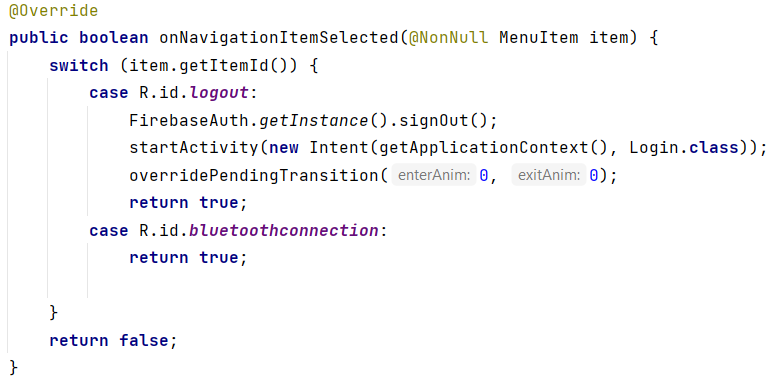 @Override
public boolean onNavigationItemSelected(@NonNull MenuItem item) {
switch (item.getItemId()) {
case R.id.logout:
FirebaseAuth.getInstance().signOut();
startActivity(new Intent(getApplicationContext(), Login.class));
overridePendingTransition( enterAnim: 0, exitAnim: 0);
return true;
case R.id.bluetoothconnection:
return true;
}
return false;
}